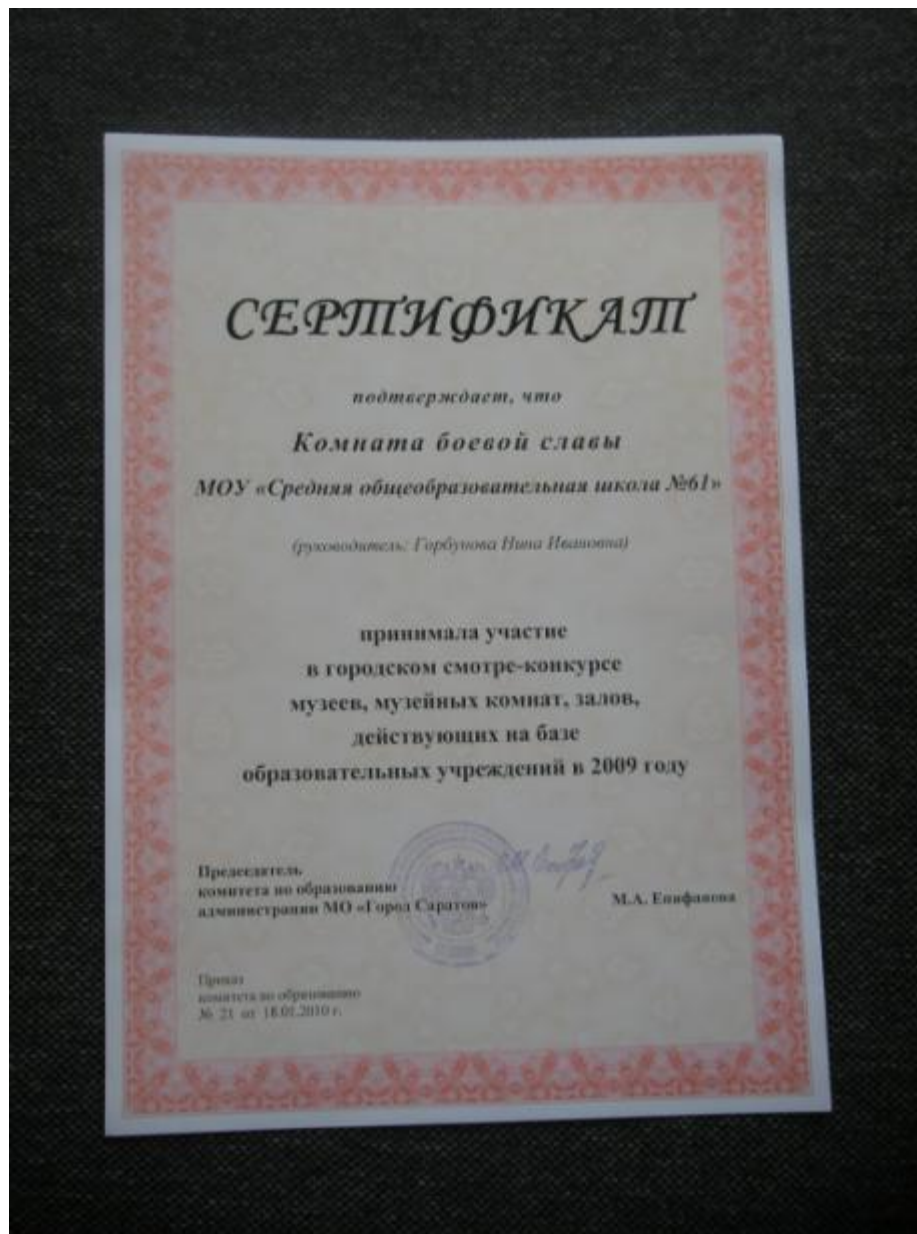 СЕРТИФИКАТ
подтверждает, что
Комната боевой славы
МОУ «Средняя общеобразовательная школа №61»
(руководитель: Горбунова Нина Ивановна)
принимала участие
в городском смотре-конкурсе
музеев, музейных комнат, залов,
действующих на базе
образовательных учреждений в 2009 году
Председатель
комитета по образованию
администрации МО «Город Саратов»
М.А. Епифанова
Приказ
комитета по образованию
№ 21 от 18.01.2010 г.